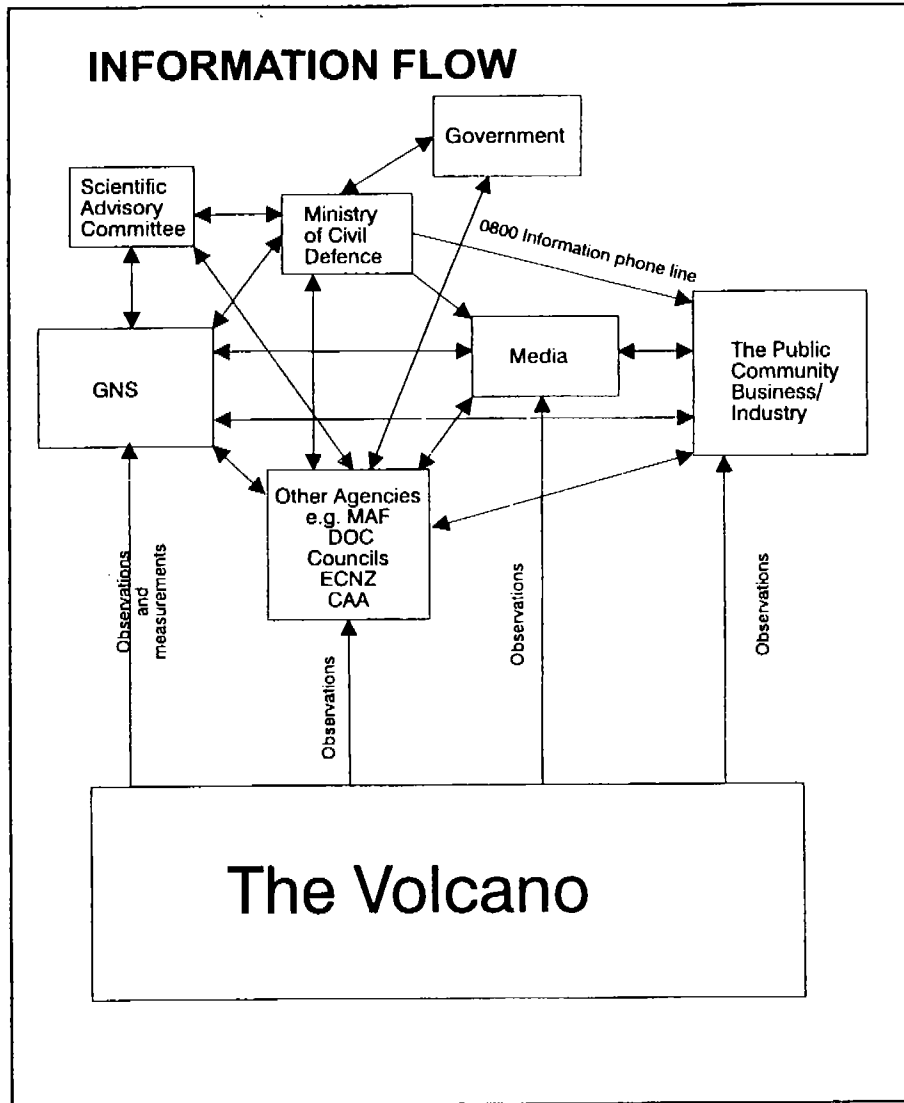 INFORMATION FLOW
Government
Scientific
Advisory
Committee
Ministry
of Civil
Defence
0800 Information phone line
GNS
Media
The Public
Community
Business/
Industry
Other Agencies
e.g. MAF
DOC
Councils
ECNZ
CAA
Observations
and
measurements
Observations
Observations
Observations
The Volcano